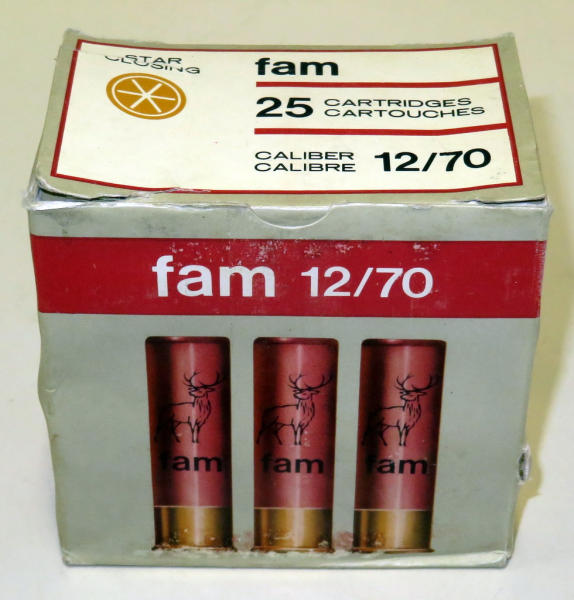 STAR
CLOSING
fam
25 CARTRIDGES
CARTOUCHES
CALIBER
CALIBRE 12/70
fam 12/70
fam fam fam